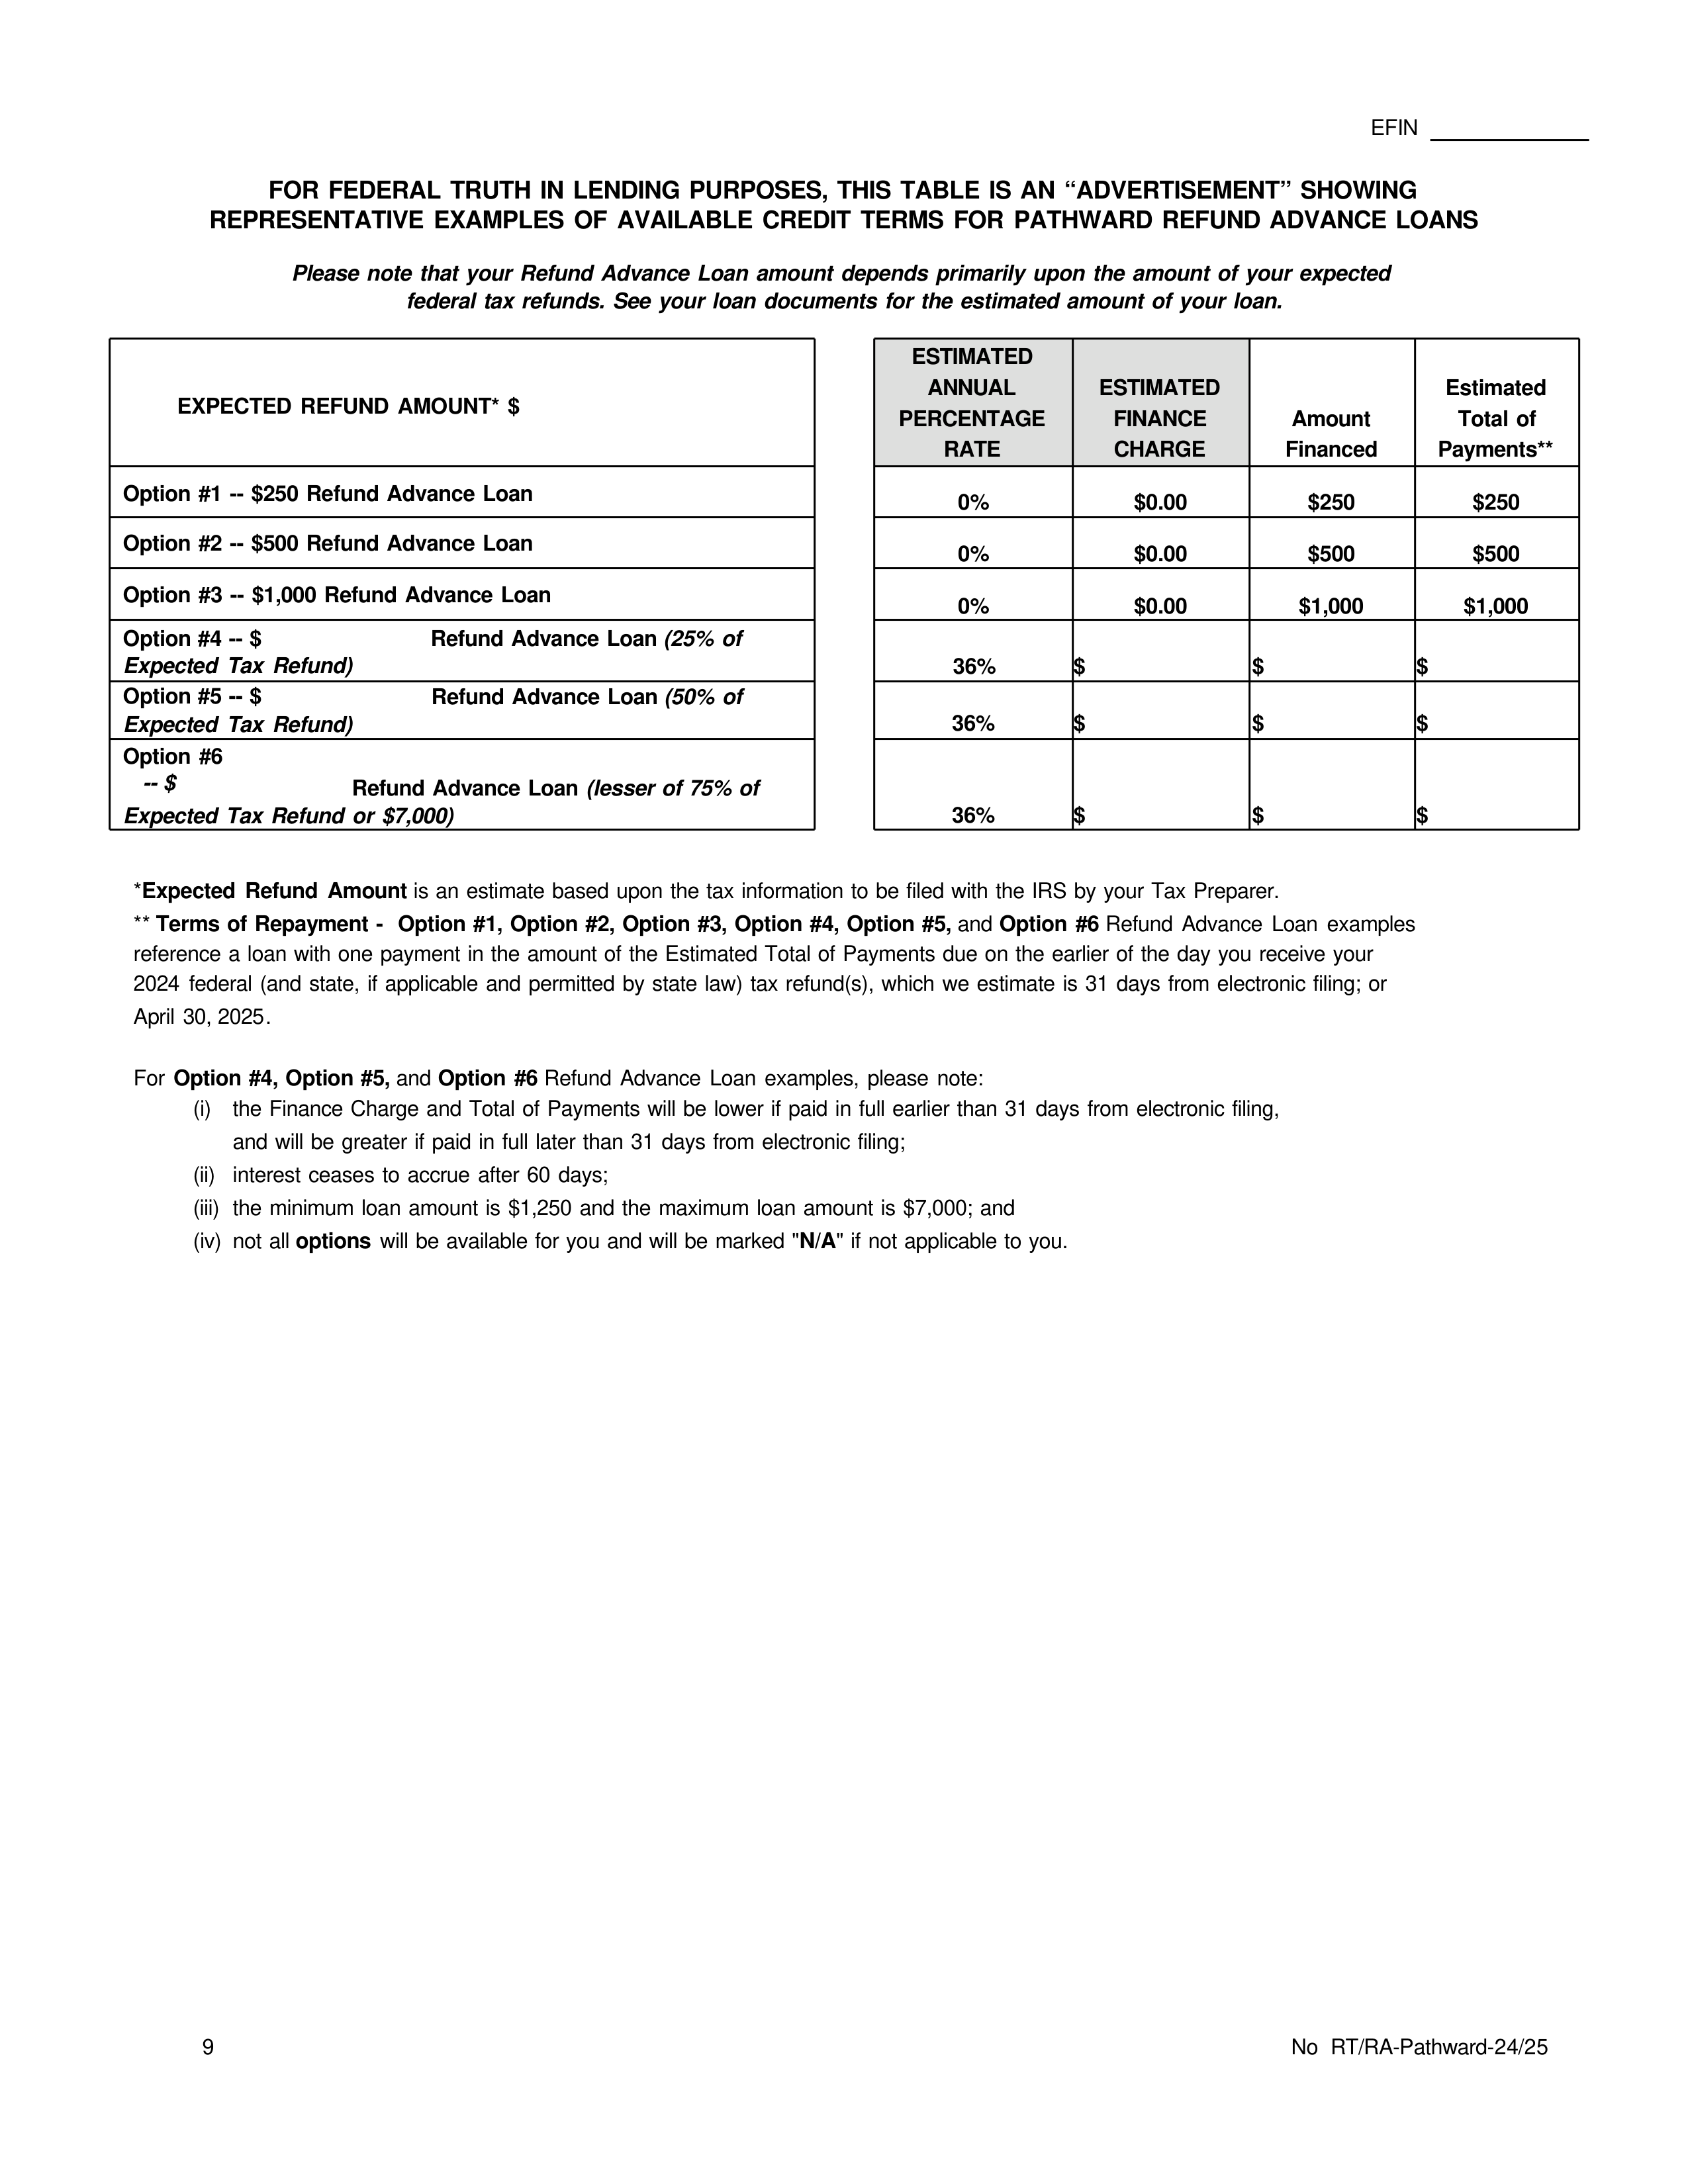 EFIN
FOR FEDERAL TRUTH IN LENDING PURPOSES, THIS TABLE IS AN “ADVERTISEMENT” SHOWING
REPRESENTATIVE EXAMPLES OF AVAILABLE CREDIT TERMS FOR PATHWARD REFUND ADVANCE LOANS
Please note that your Refund Advance Loan amount depends primarily upon the amount of your expected
federal tax refunds. See your loan documents for the estimated amount of your loan.
EXPECTED REFUND AMOUNT* $
ESTIMATED
ANNUAL
PERCENTAGE
RATE
ESTIMATED
FINANCE
CHARGE
Amount
Financed
Estimated
Total of
Payments**
Option #1 -- $250 Refund Advance Loan
0% $0.00 $250 $250
Option #2 -- $500 Refund Advance Loan
0% $0.00 $500 $500
Option #3 -- $1,000 Refund Advance Loan
0% $0.00 $1,000 $1,000
Option #4 -- $ Refund Advance Loan (25% of
Expected Tax Refund)
36% $ $ $
Option #5 -- $ Refund Advance Loan (50% of
Expected Tax Refund)
36% $ $ $
Option #6
-- $ Refund Advance Loan (lesser of 75% of
Expected Tax Refund or $7,000)
36% $ $ $
*Expected Refund Amount is an estimate based upon the tax information to be filed with the IRS by your Tax Preparer.
** Terms of Repayment - Option #1, Option #2, Option #3, Option #4, Option #5, and Option #6 Refund Advance Loan examples
reference a loan with one payment in the amount of the Estimated Total of Payments due on the earlier of the day you receive your
2024 federal (and state, if applicable and permitted by state law) tax refund(s), which we estimate is 31 days from electronic filing; or
April 30, 2025.
For Option #4, Option #5, and Option #6 Refund Advance Loan examples, please note:
(i) the Finance Charge and Total of Payments will be lower if paid in full earlier than 31 days from electronic filing,
and will be greater if paid in full later than 31 days from electronic filing;
(ii) interest ceases to accrue after 60 days;
(iii) the minimum loan amount is $1,250 and the maximum loan amount is $7,000; and
(iv) not all options will be available for you and will be marked "N/A" if not applicable to you.
9
No RT/RA-Pathward-24/25